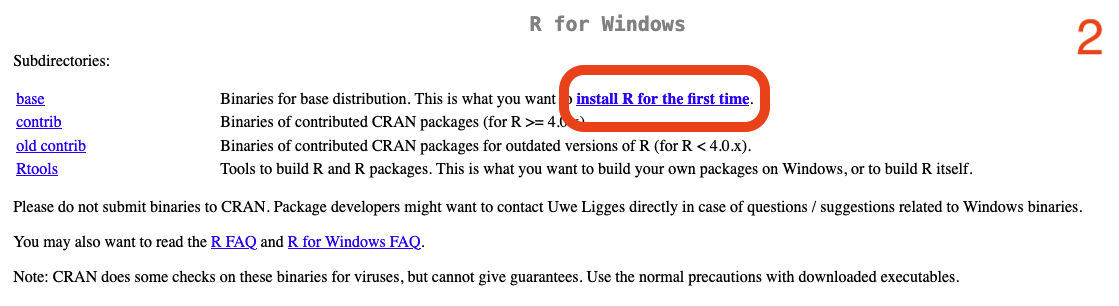 R for Windows
2
Subdirectories:
base Binaries for base distribution. This is what you want install R for the first time.
contrib Binaries of contributed CRAN packages (for R >= 4.0.x)
old contrib Binaries of contributed CRAN packages for outdated versions of R (for R < 4.0.x).
Rtools Tools to build R and R packages. This is what you want to build your own packages on Windows, or to build R itself.
Please do not submit binaries to CRAN. Package developers might want to contact Uwe Ligges directly in case of questions / suggestions related to Windows binaries.
You may also want to read the R FAQ and R for Windows FAQ.
Note: CRAN does some checks on these binaries for viruses, but cannot give guarantees. Use the normal precautions with downloaded executables.